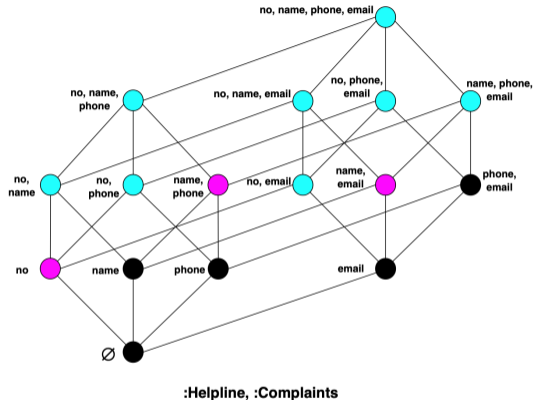 no, name, phone, email
no, name,
phone
no, name, email
no, phone,
email
name, phone,
email
no,
name
no,
phone
name,
phone
no, email
name,
email
phone,
email
no
name
phone
email
∅
:Helpline, :Complaints